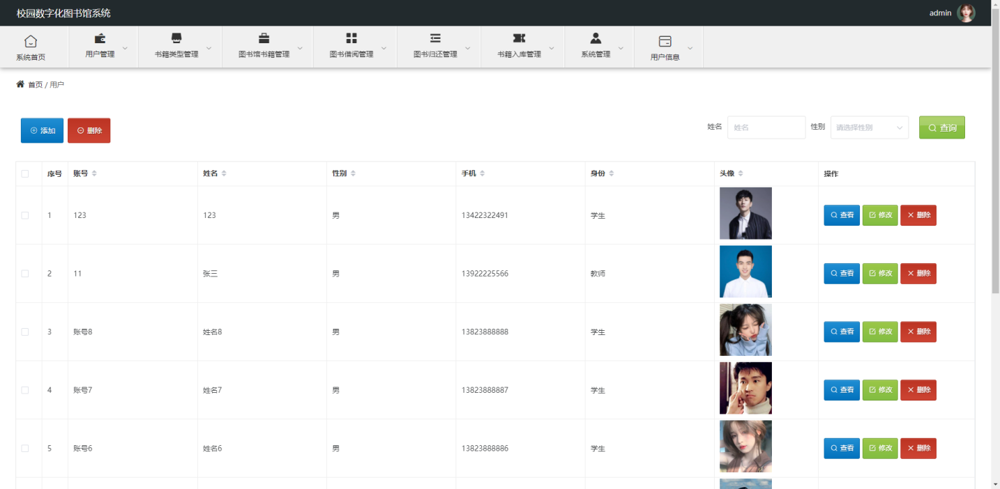 校园数字化图书馆系统
admin
系统首页
用户管理
书籍类型管理
图书馆书籍管理
图书借阅管理
图书归还管理
书籍入库管理
系统管理
用户信息
首页 / 用户
添加 删除 姓名 姓名 性别 请选择性别 查询
序号 账号 姓名 性别 手机 身份 头像 操作
1 123 123 男 13422322491 学生 查看 修改 删除
2 11 张三 男 13922225566 教师 查看 修改 删除
3 账号8 姓名8 男 13823888888 学生 查看 修改 删除
4 账号7 姓名7 男 13823888887 学生 查看 修改 删除
5 账号6 姓名6 男 13823888886 学生 查看 修改 删除